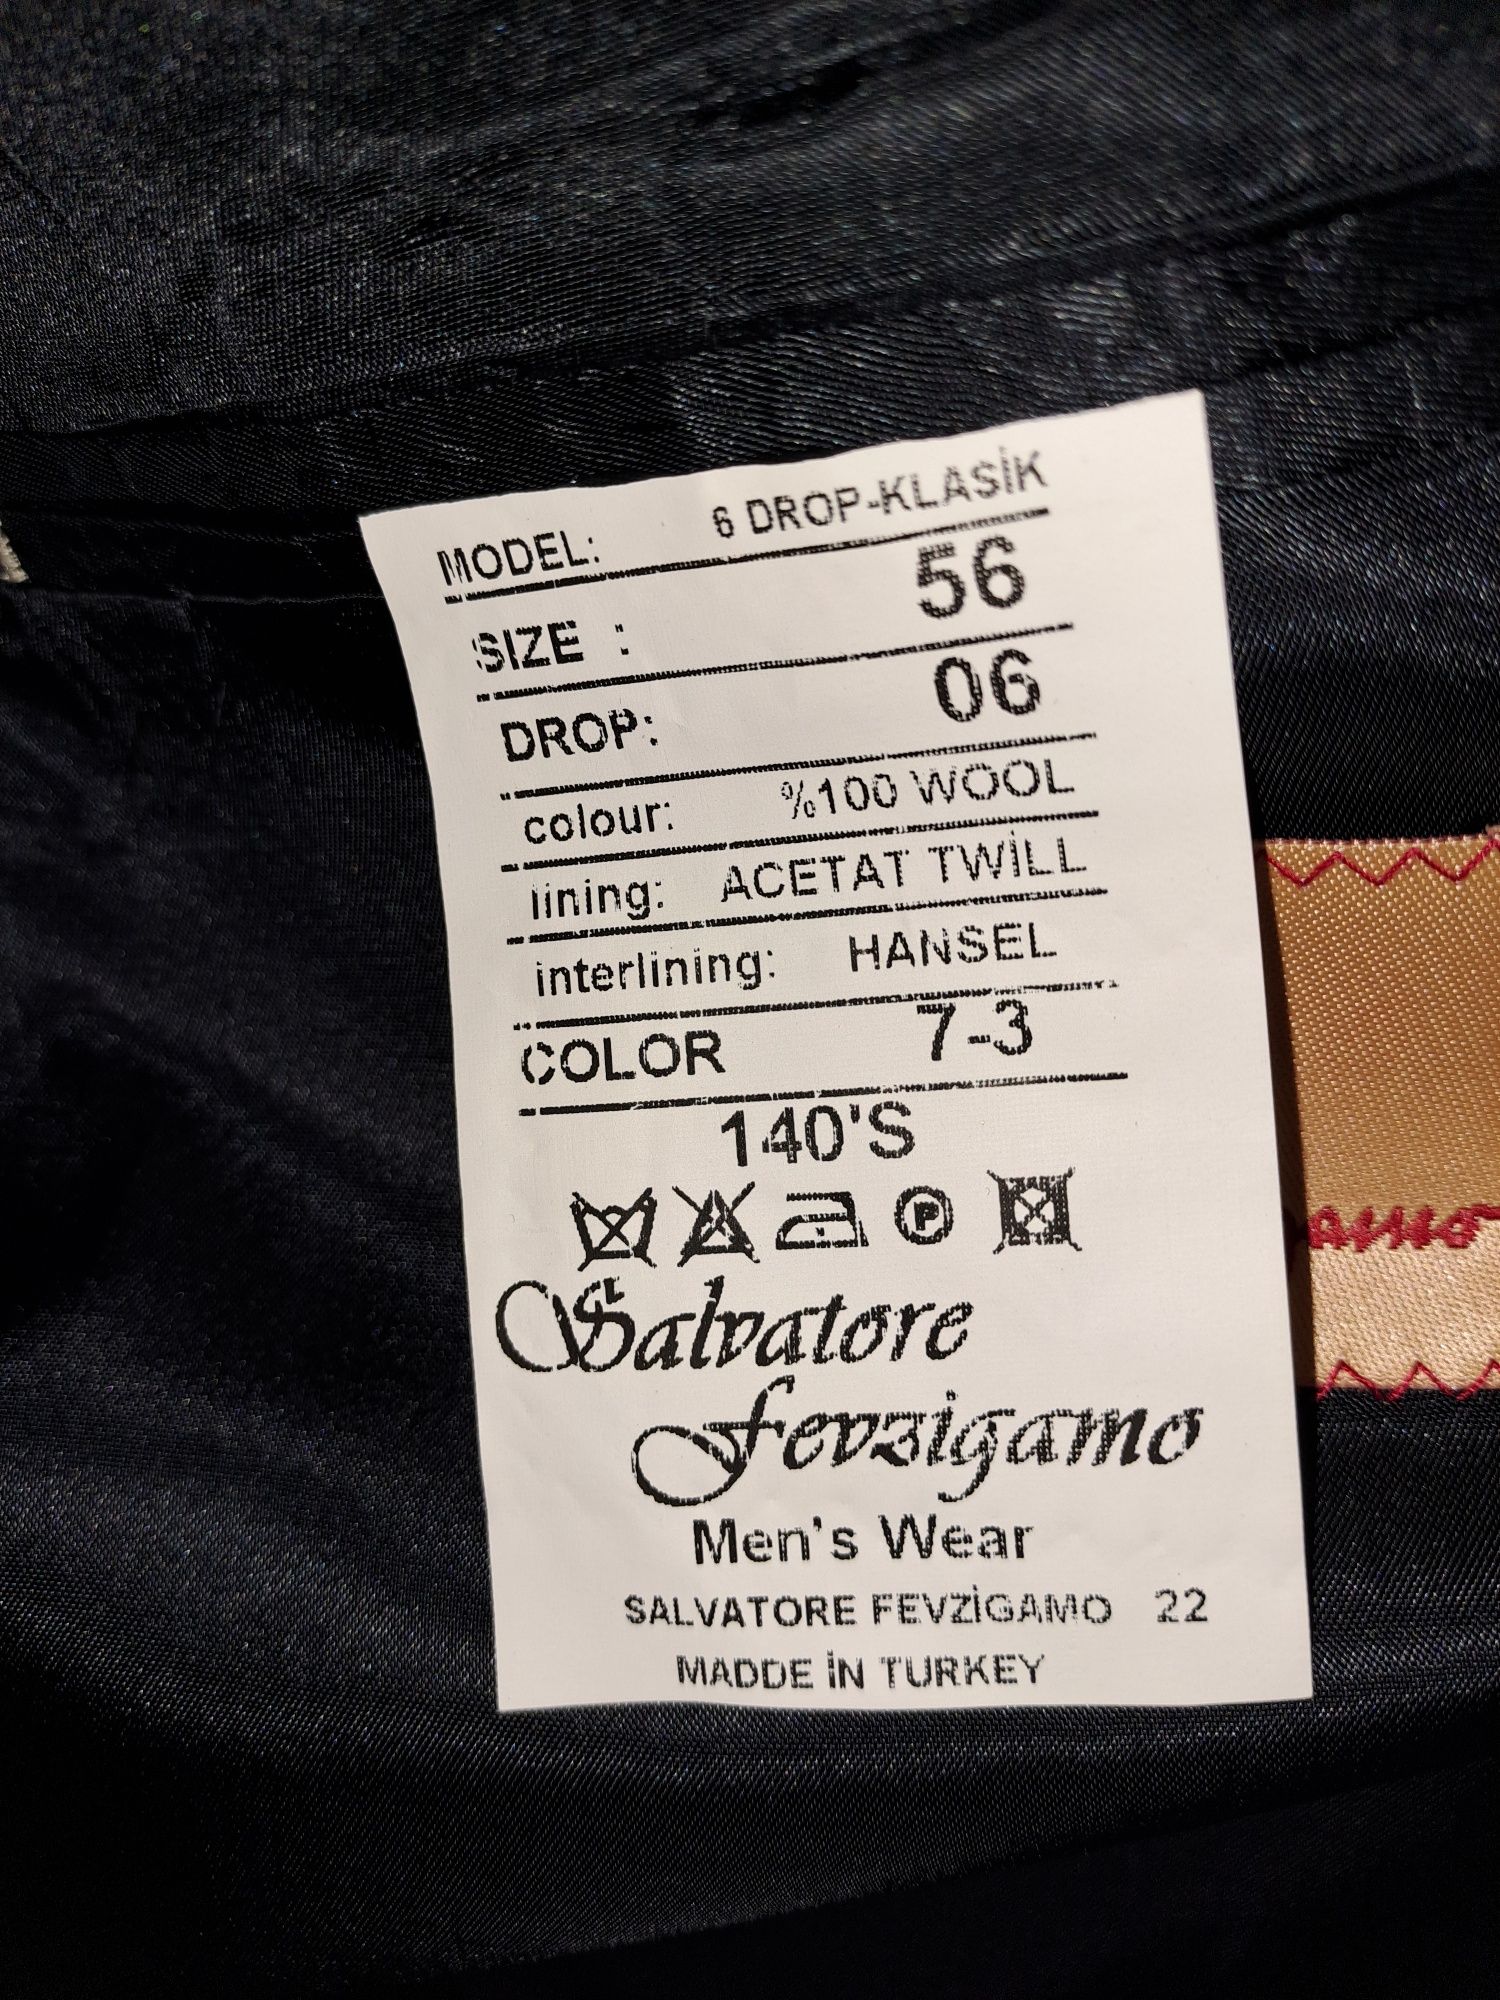 MODEL: 6 DROP-KLASİK
SIZE : 56
DROP: 06
colour: %100 WOOL
lining: ACETAT TWİLL
interlining: HANSEL
COLOR 7-3
140'S
P
Salvatore
Fevzigamo
Men's Wear
SALVATORE FEVZİGAMO 22
MADDE İN TURKEY
amo